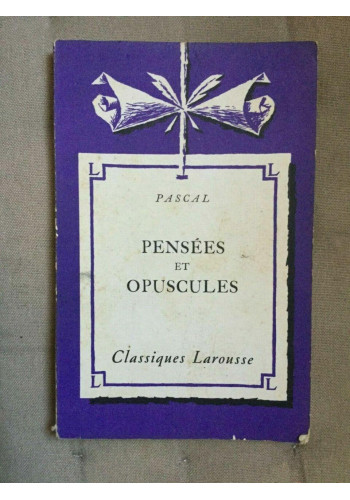 L L
PASCAL
PENSÉES
ET
OPUSCULES
Classiques Larousse
L L